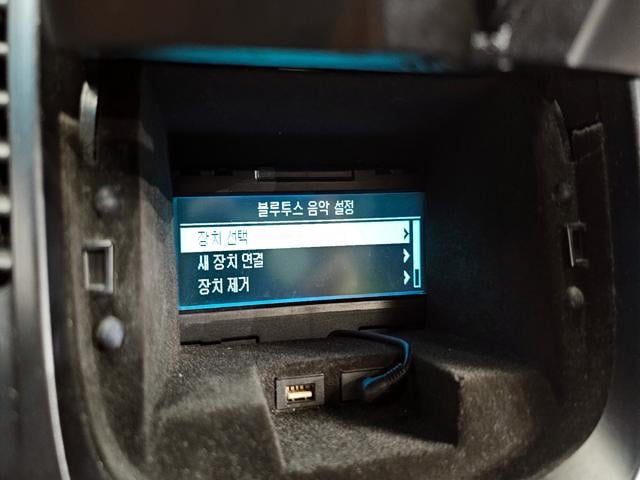 블루투스 음악 설정
장치 선택
새 장치 연결
장치 제거